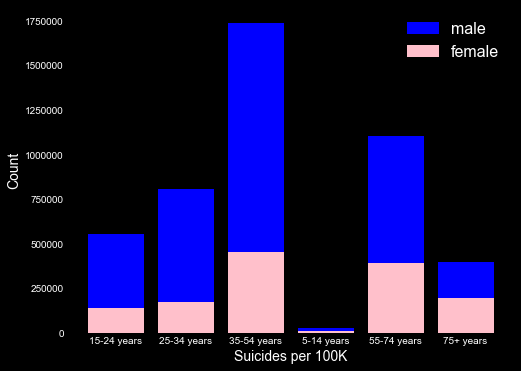 1750000
1500000
1250000
1000000
750000
500000
250000
0
Count
male
female
15-24 years 25-34 years 35-54 years 5-14 years 55-74 years 75+ years
Suicides per 100K